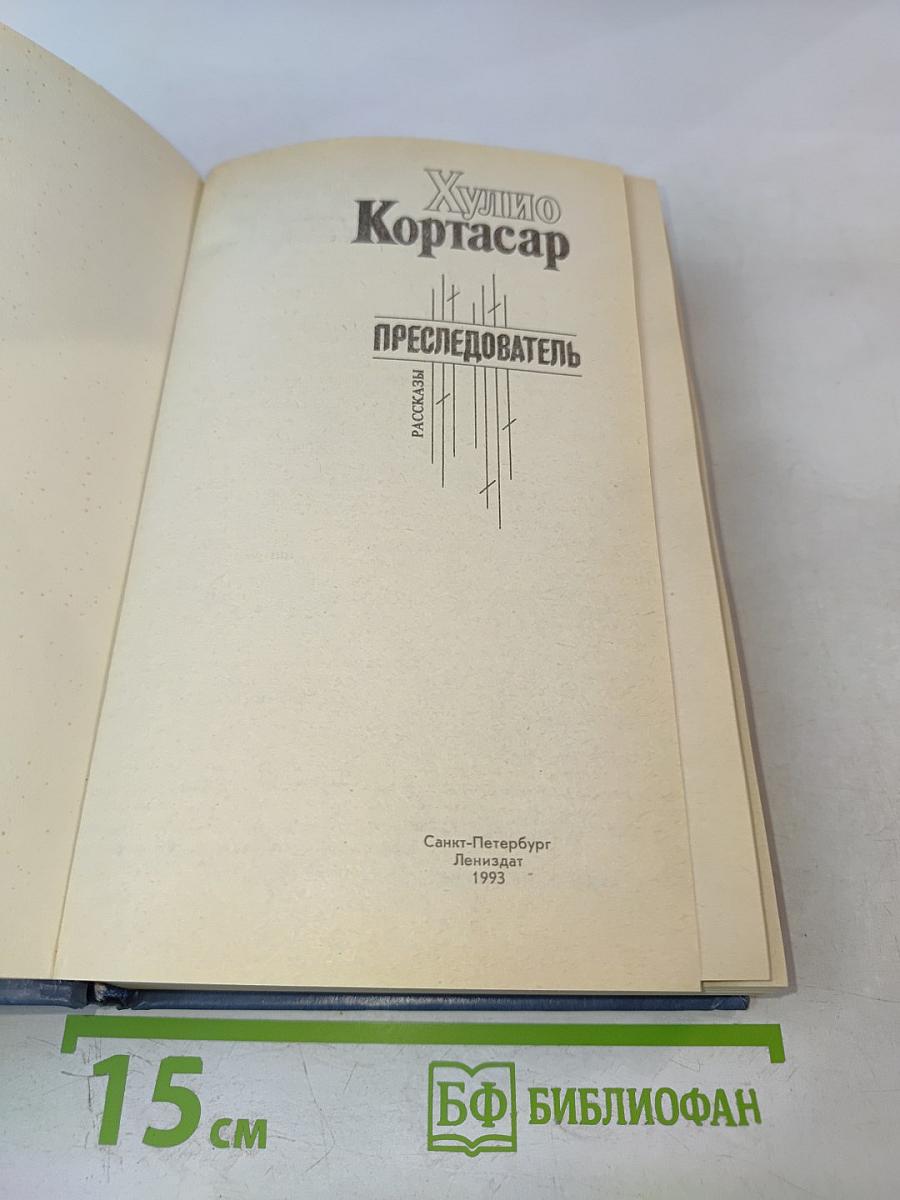 Хулио
Кортасар
ПРЕСЛЕДОВАТЕЛЬ
РАССКАЗЫ
Санкт-Петербург
Лениздат
1993
15 см
БФ БИБЛИОФАН